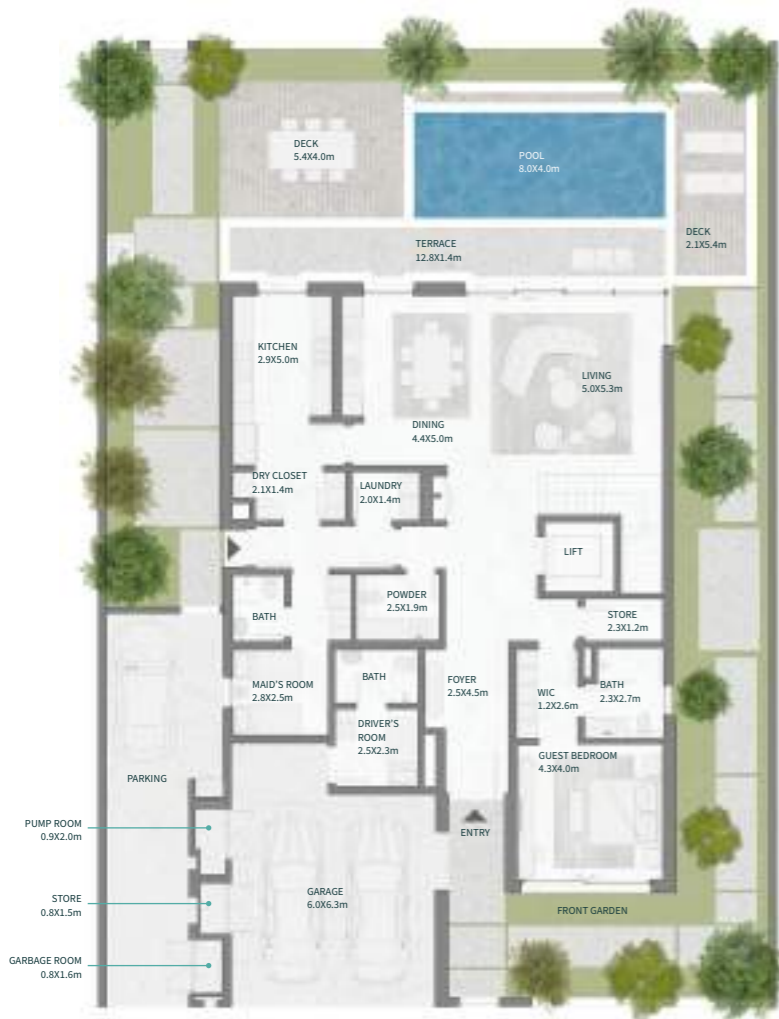 DECK
5.4X4.0m
POOL
8.0X4.0m
DECK
2.1X5.4m
TERRACE
12.8X1.4m
KITCHEN
2.9X5.0m
LIVING
5.0X5.3m
DINING
4.4X5.0m
DRY CLOSET
2.1X1.4m
LAUNDRY
2.0X1.4m
LIFT
POWDER
2.5X1.9m
BATH
STORE
2.3X1.2m
MAID'S ROOM
2.8X2.5m
BATH
FOYER
2.5X4.5m
WIC
1.2X2.6m
BATH
2.3X2.7m
DRIVER'S
ROOM
2.5X2.3m
GUEST BEDROOM
4.3X4.0m
PARKING
PUMP ROOM
0.9X2.0m
ENTRY
STORE
0.8X1.5m
GARAGE
6.0X6.3m
FRONT GARDEN
GARBAGE ROOM
0.8X1.6m